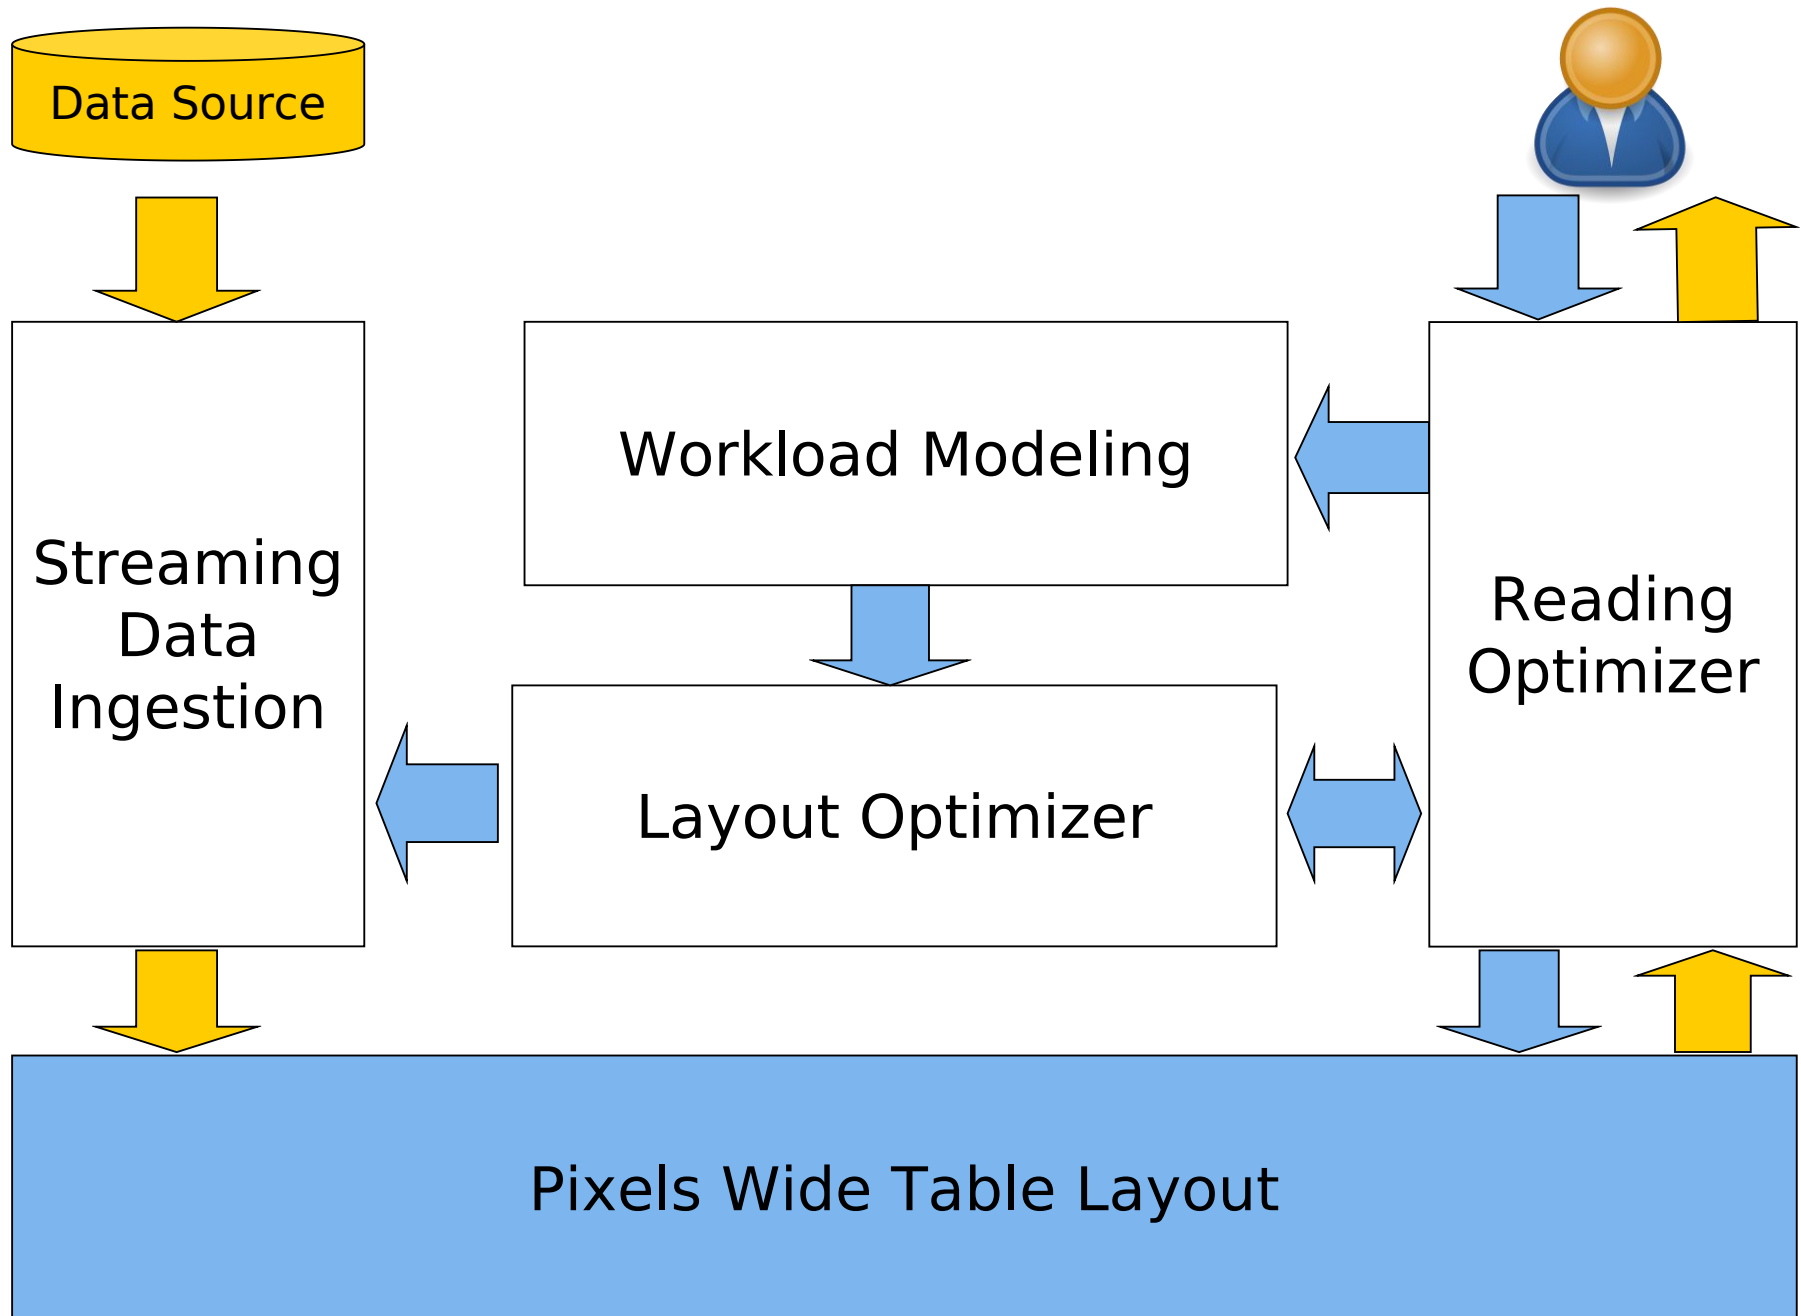 Data Source
Workload Modeling
Streaming
Data
Ingestion
Reading
Optimizer
Layout Optimizer
Pixels Wide Table Layout